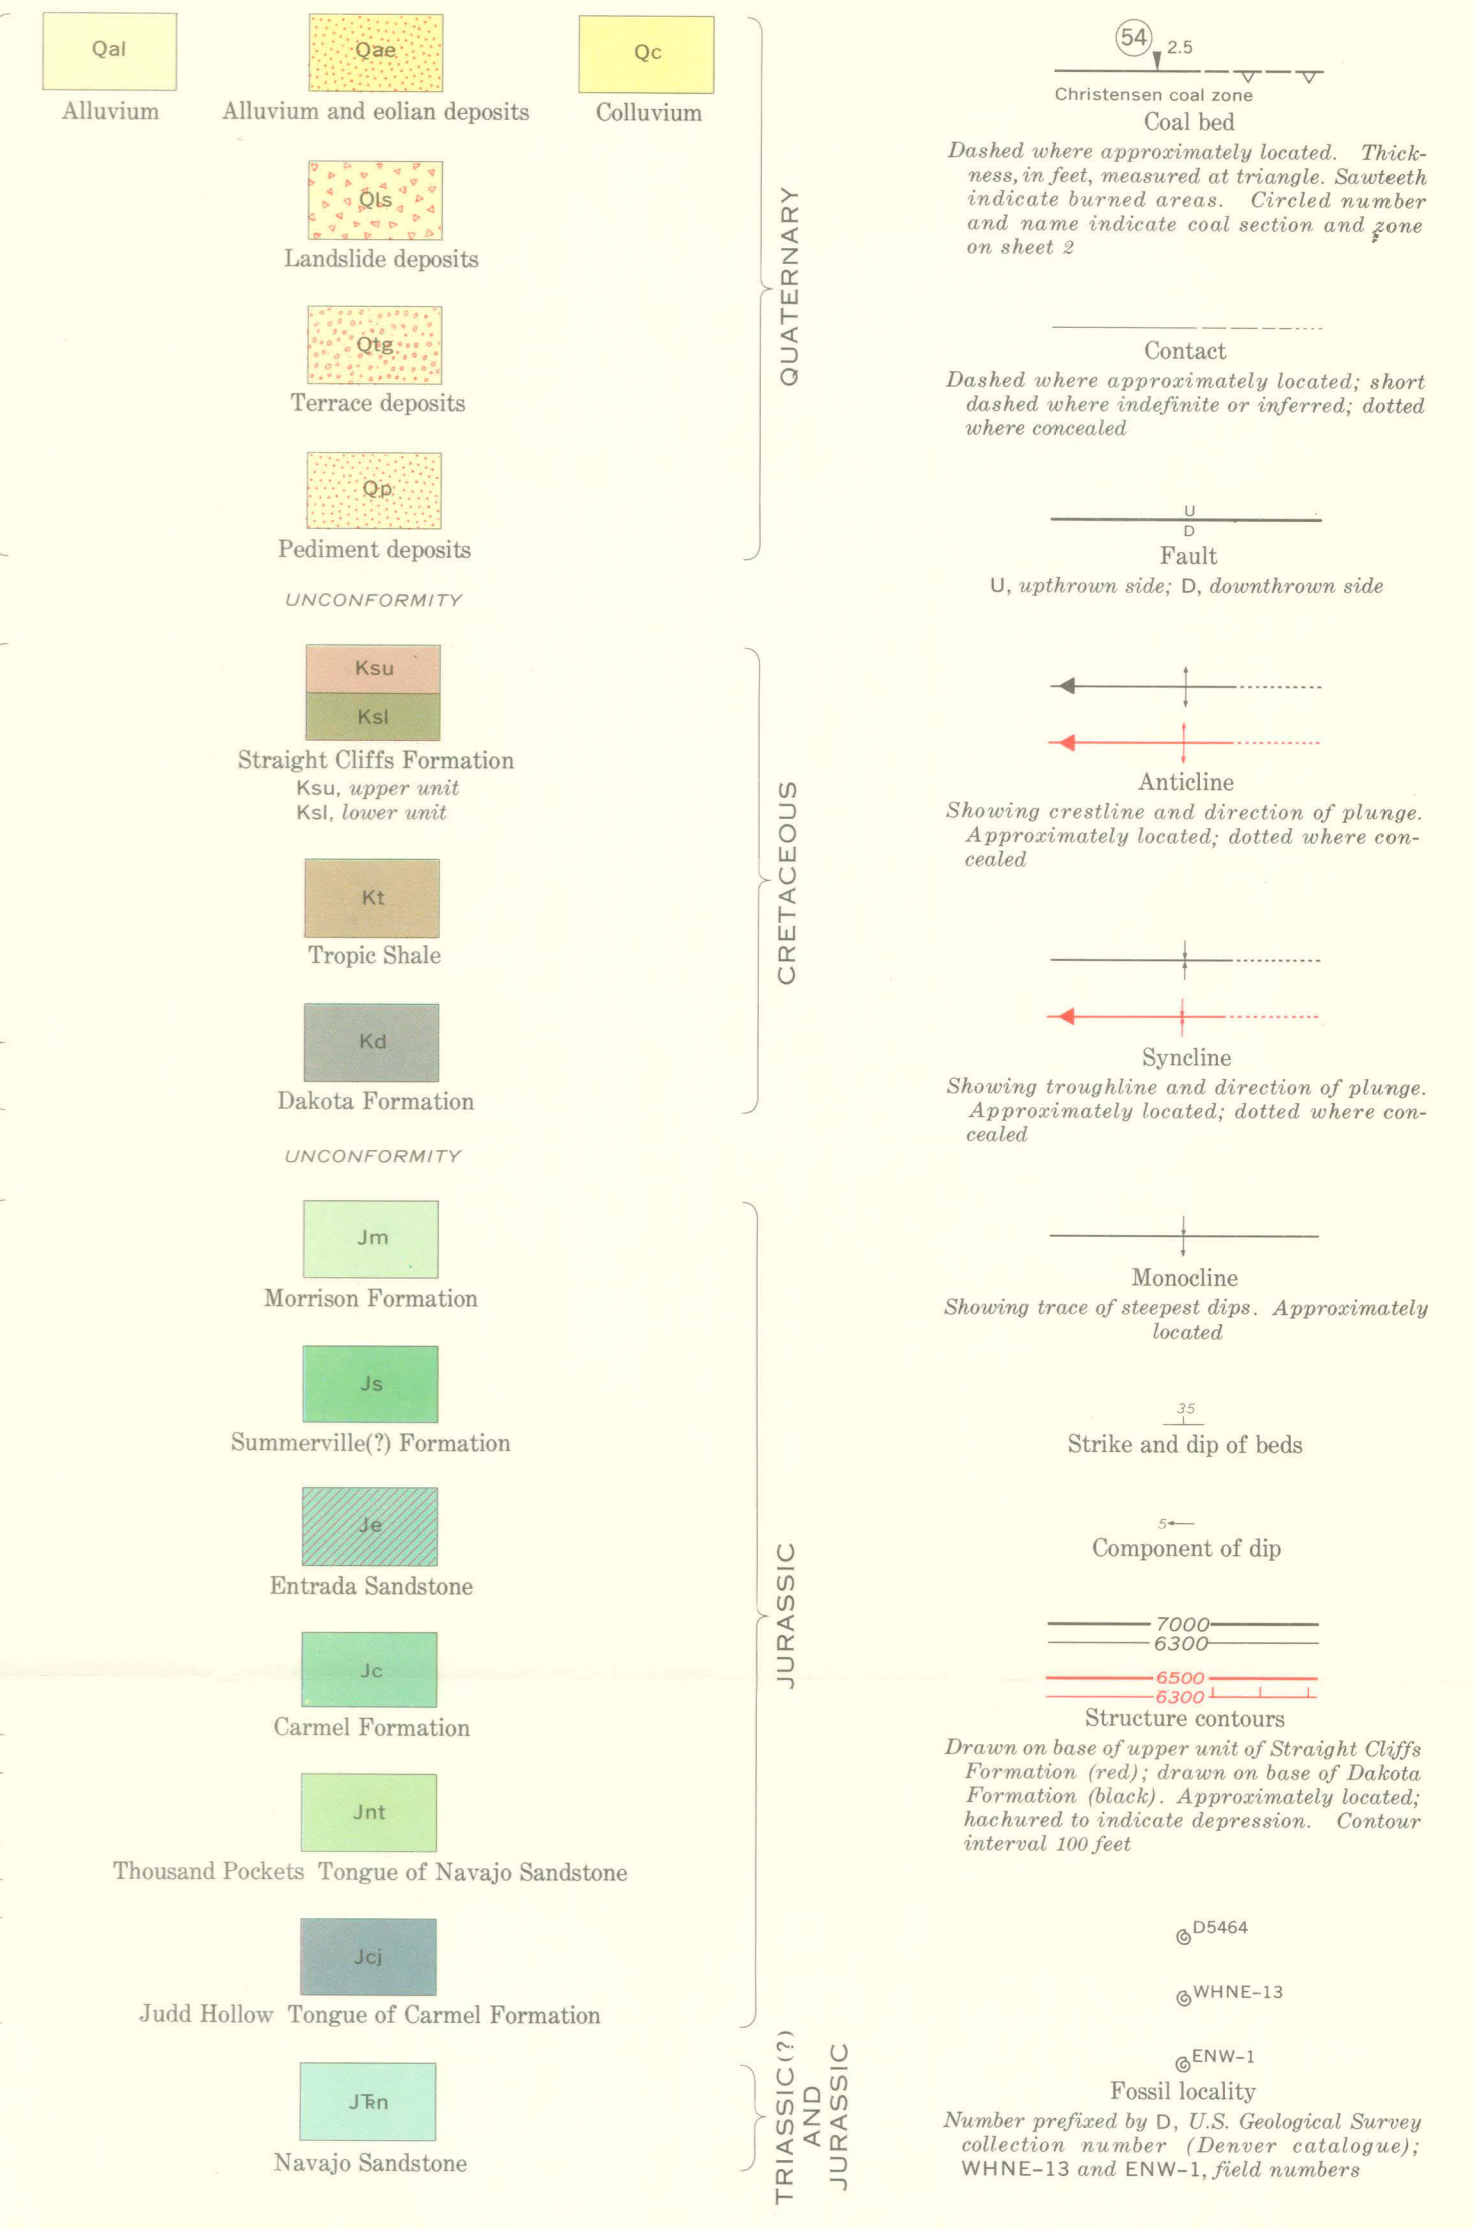 Qal
Alluvium
Qae
Alluvium and eolian deposits
Qc
Colluvium
Qls
Landslide deposits
Qtg
Terrace deposits
Qp
Pediment deposits
QUATERNARY
UNCONFORMITY
Ksu
Ksl
Straight Cliffs Formation
Ksu, upper unit
Ksl, lower unit
Kt
Tropic Shale
Kd
Dakota Formation
CRETACEOUS
UNCONFORMITY
Jm
Morrison Formation
Js
Summerville(?) Formation
Je
Entrada Sandstone
Jc
Carmel Formation
Jnt
Thousand Pockets Tongue of Navajo Sandstone
Jcj
Judd Hollow Tongue of Carmel Formation
JURASSIC
JTRn
Navajo Sandstone
TRIASSIC(?)
AND
JURASSIC
54
2.5
Christensen coal zone
Coal bed
Dashed where approximately located. Thick-
ness, in feet, measured at triangle. Sawteeth
indicate burned areas. Circled number
and name indicate coal section and zone
on sheet 2
Contact
Dashed where approximately located; short
dashed where indefinite or inferred; dotted
where concealed
U
D
Fault
U, upthrown side; D, downthrown side
Anticline
Showing crestline and direction of plunge.
Approximately located; dotted where con-
cealed
Syncline
Showing troughline and direction of plunge.
Approximately located; dotted where con-
cealed
Monocline
Showing trace of steepest dips. Approximately
located
35
Strike and dip of beds
5
Component of dip
7000
6300
6500
6300
Structure contours
Drawn on base of upper unit of Straight Cliffs
Formation (red); drawn on base of Dakota
Formation (black). Approximately located;
hachured to indicate depression. Contour
interval 100 feet
D5464
WHNE-13
ENW-1
Fossil locality
Number prefixed by D, U.S. Geological Survey
collection number (Denver catalogue);
WHNE-13 and ENW-1, field numbers